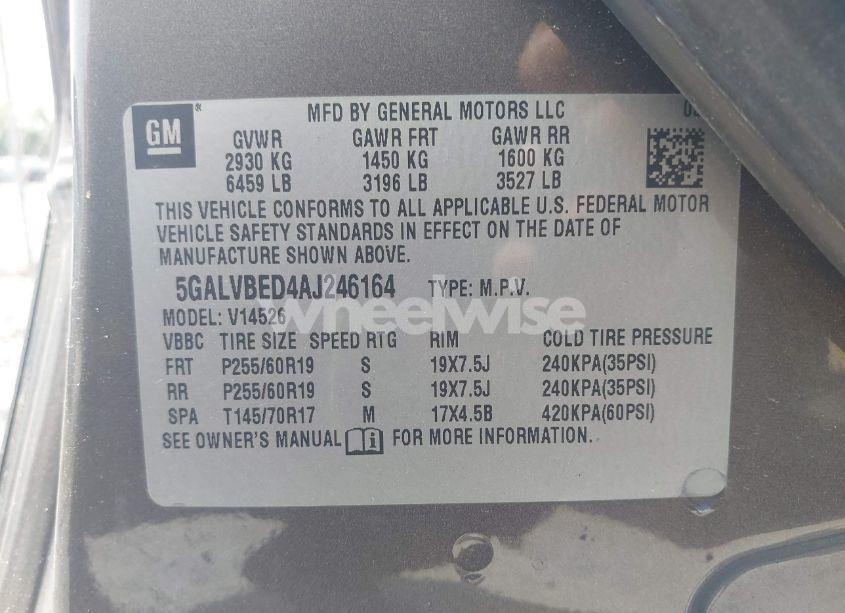 GM ® MFD BY GENERAL MOTORS LLC
GVWR GAWR FRT GAWR RR
2930 KG 1450 KG 1600 KG
6459 LB 3196 LB 3527 LB
THIS VEHICLE CONFORMS TO ALL APPLICABLE U.S. FEDERAL MOTOR
VEHICLE SAFETY STANDARDS IN EFFECT ON THE DATE OF
MANUFACTURE SHOWN ABOVE.
5GALVBED4AJ246164 TYPE: M.P.V.
wheelwise
MODEL: V14526
VBBC TIRE SIZE SPEED RTG RIM COLD TIRE PRESSURE
FRT P255/60R19 S 19X7.5J 240KPA(35PSI)
RR P255/60R19 S 19X7.5J 240KPA(35PSI)
SPA T145/70R17 M 17X4.5B 420KPA(60PSI)
SEE OWNER'S MANUAL FOR MORE INFORMATION.